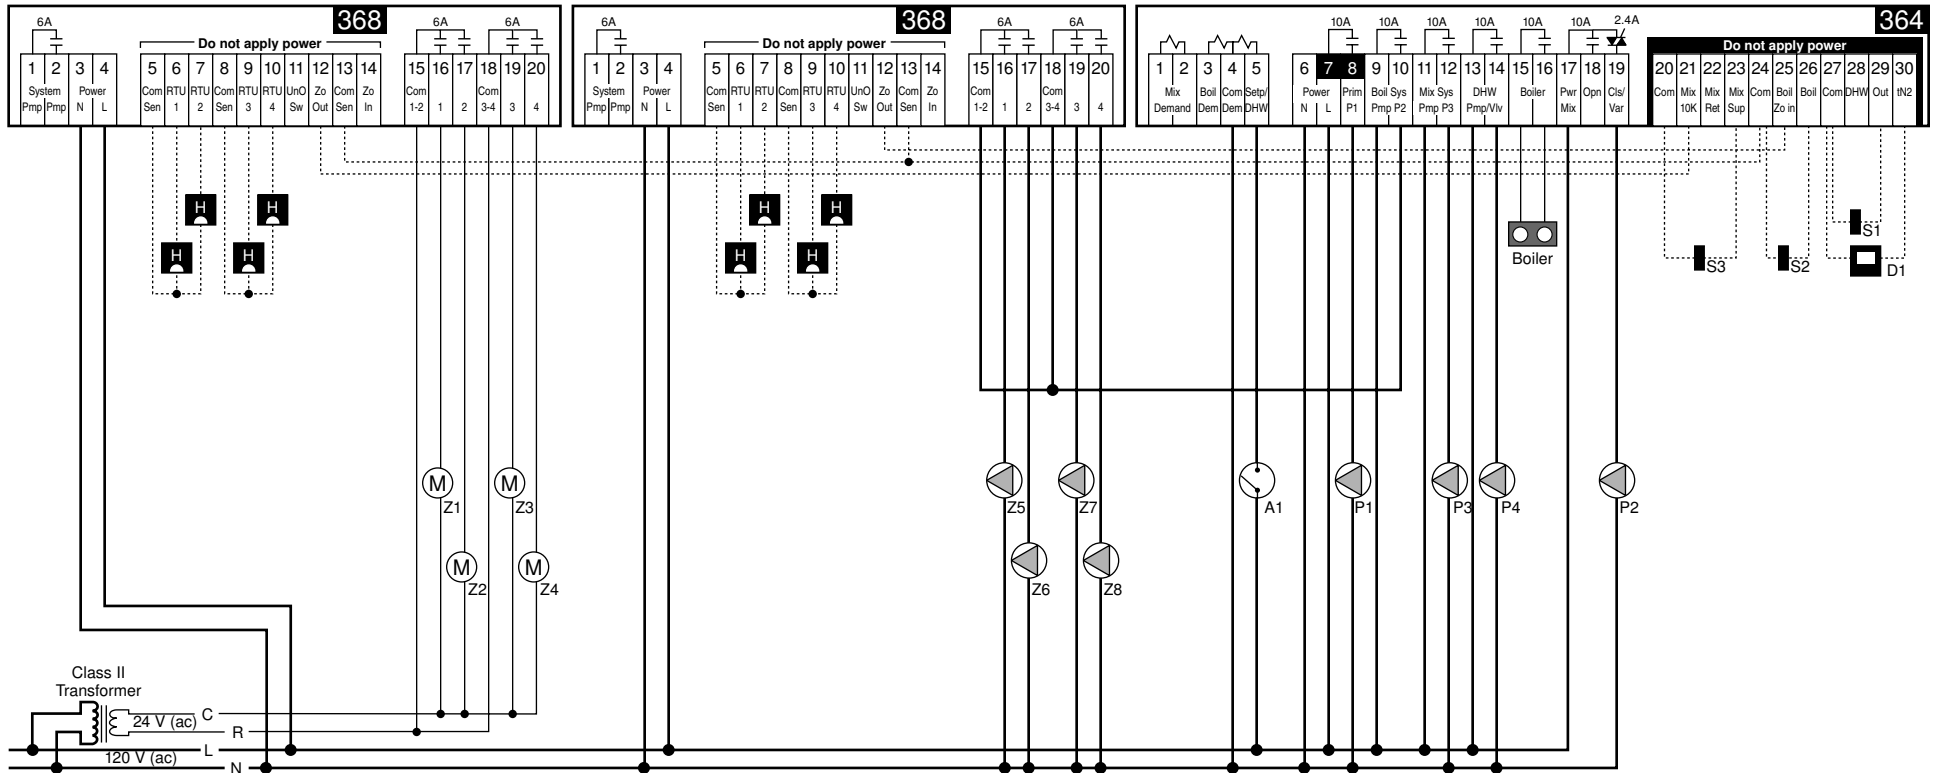 368 368 364
6A 6A 6A 6A 6A 6A 10A 10A 10A 10A 10A 10A 2.4A
Do not apply power Do not apply power Do not apply power
1 2 3 4 5 6 7 8 9 10 11 12 13 14 15 16 17 18 19 20
System Pmp Pmp Power N L
Com Sen RTU 1 RTU 2 Com Sen RTU 3 RTU 4 UnO Sw Zo Out Com Sen Zo In
Com 1-2 1 2 Com 3-4 3 4
1 2 3 4 5 6 7 8 9 10 11 12 13 14 15 16 17 18 19 20
System Pmp Pmp Power N L
Com Sen RTU 1 RTU 2 Com Sen RTU 3 RTU 4 UnO Sw Zo Out Com Sen Zo In
Com 1-2 1 2 Com 3-4 3 4
1 2 3 4 5 6 7 8 9 10 11 12 13 14 15 16 17 18 19 20 21 22 23 24 25 26 27 28 29 30
Mix Demand Boil Dem Com Dem Setp/ DHW
Power N L Prim P1 Boil Sys Pmp P2 Mix Sys Pmp P3 DHW Pmp/Vlv Boiler Pwr Mix Opn Cls/ Var
Com Mix 10K Mix Ret Mix Sup Com Boil Zo in Boil Com DHW Out tN2
H H H H
H H H H
Boiler
S1
S3 S2 D1
M M
Z1 Z3 Z5 Z7 A1 P1 P3 P4 P2
M M
Z2 Z4 Z6 Z8
Class II
Transformer
24 V (ac) C
R
L
120 V (ac)
N